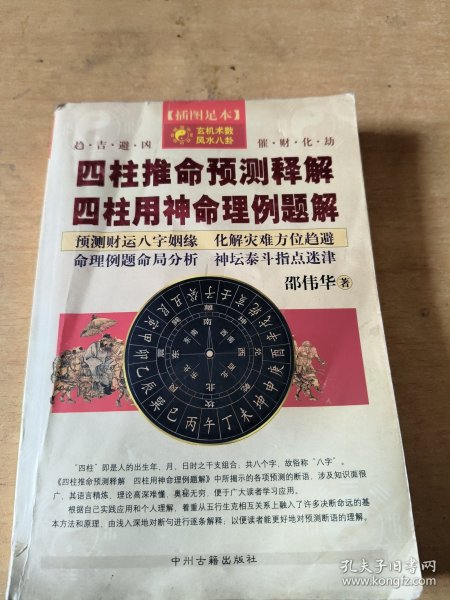 【插图足本】
玄机术数
风水八卦
趋·吉·避·凶
催·财·化·劫
四柱推命预测释解
四柱用神命理例题解
预测财运八字姻缘 化解灾难方位趋避
命理例题命局分析 神坛泰斗指点迷津
邵伟华 著
“四柱”即是人的出生年、月、日时之干支组合，共八个字，故俗称“八字”。
《四柱推命预测释解 四柱用神命理例题解》中所揭示的各项预测的断语，涉及知识面很
广，其语言精炼，理论高深难懂，奥秘无穷，便于广大读者学习应用。
根据自己实践应用和个人理解，着重从五行生克相互关系上融入了许多决断命运的基
本方法和原理，由浅入深地对断句进行逐条解释，以便读者能更好地对预测断语的理解。
中州古籍出版社
孔夫子旧书网
www.kongfz.com